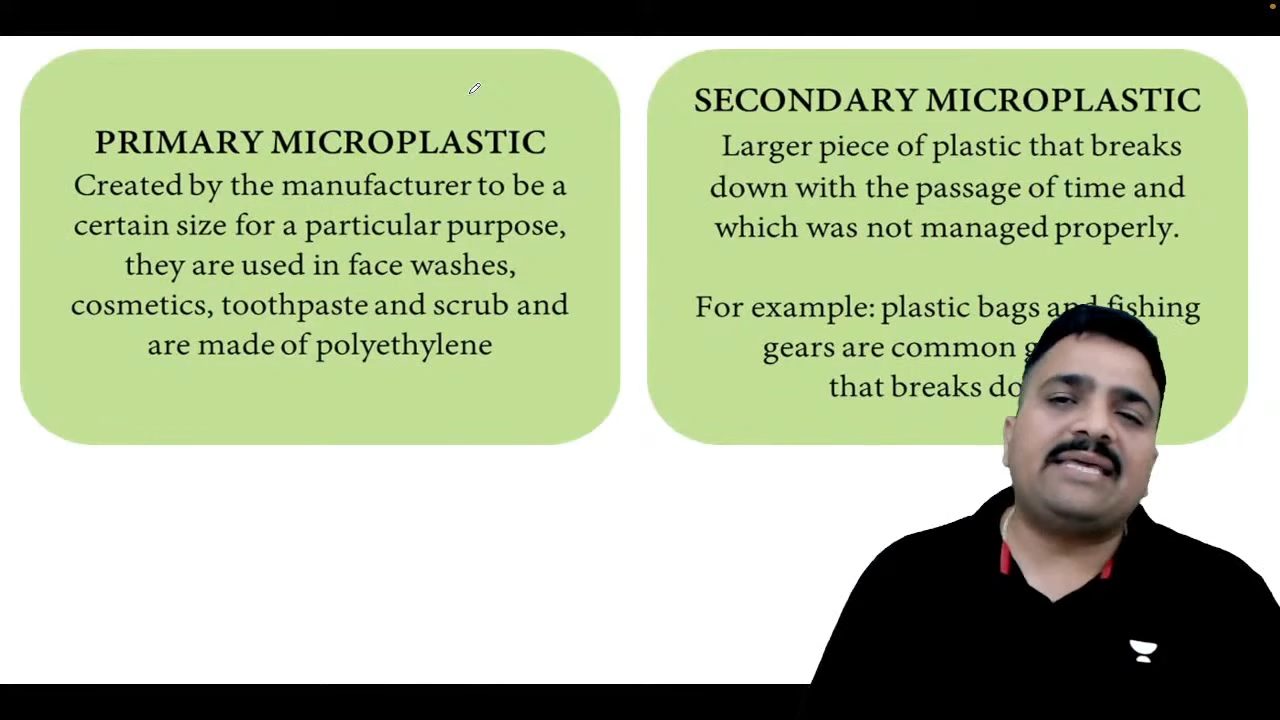 PRIMARY MICROPLASTIC
Created by the manufacturer to be a
certain size for a particular purpose,
they are used in face washes,
cosmetics, toothpaste and scrub and
are made of polyethylene
SECONDARY MICROPLASTIC
Larger piece of plastic that breaks
down with the passage of time and
which was not managed properly.
For example: plastic bags and fishing
gears are common
that breaks